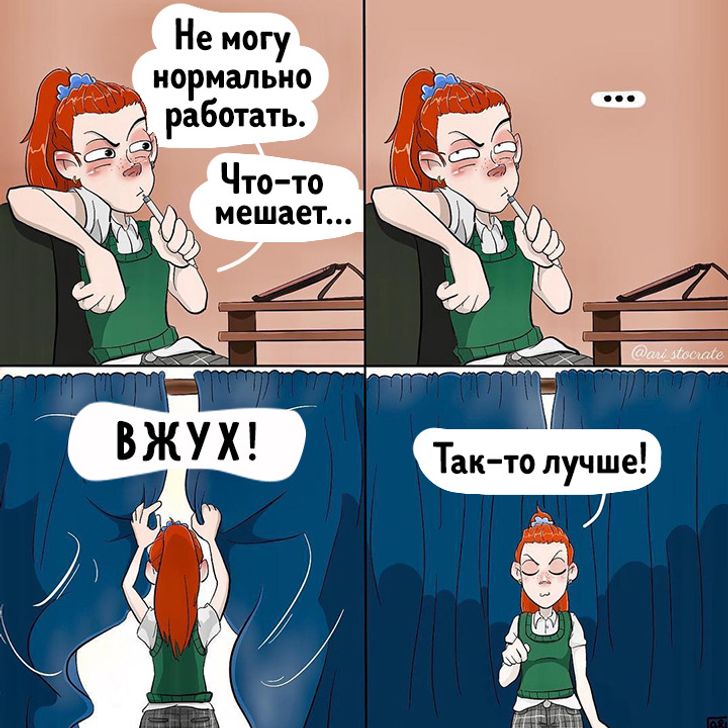 Не могу
нормально
работать.
Что-то
мешает...
...
@ari_stocrate
ВЖУХ!
Так-то лучше!